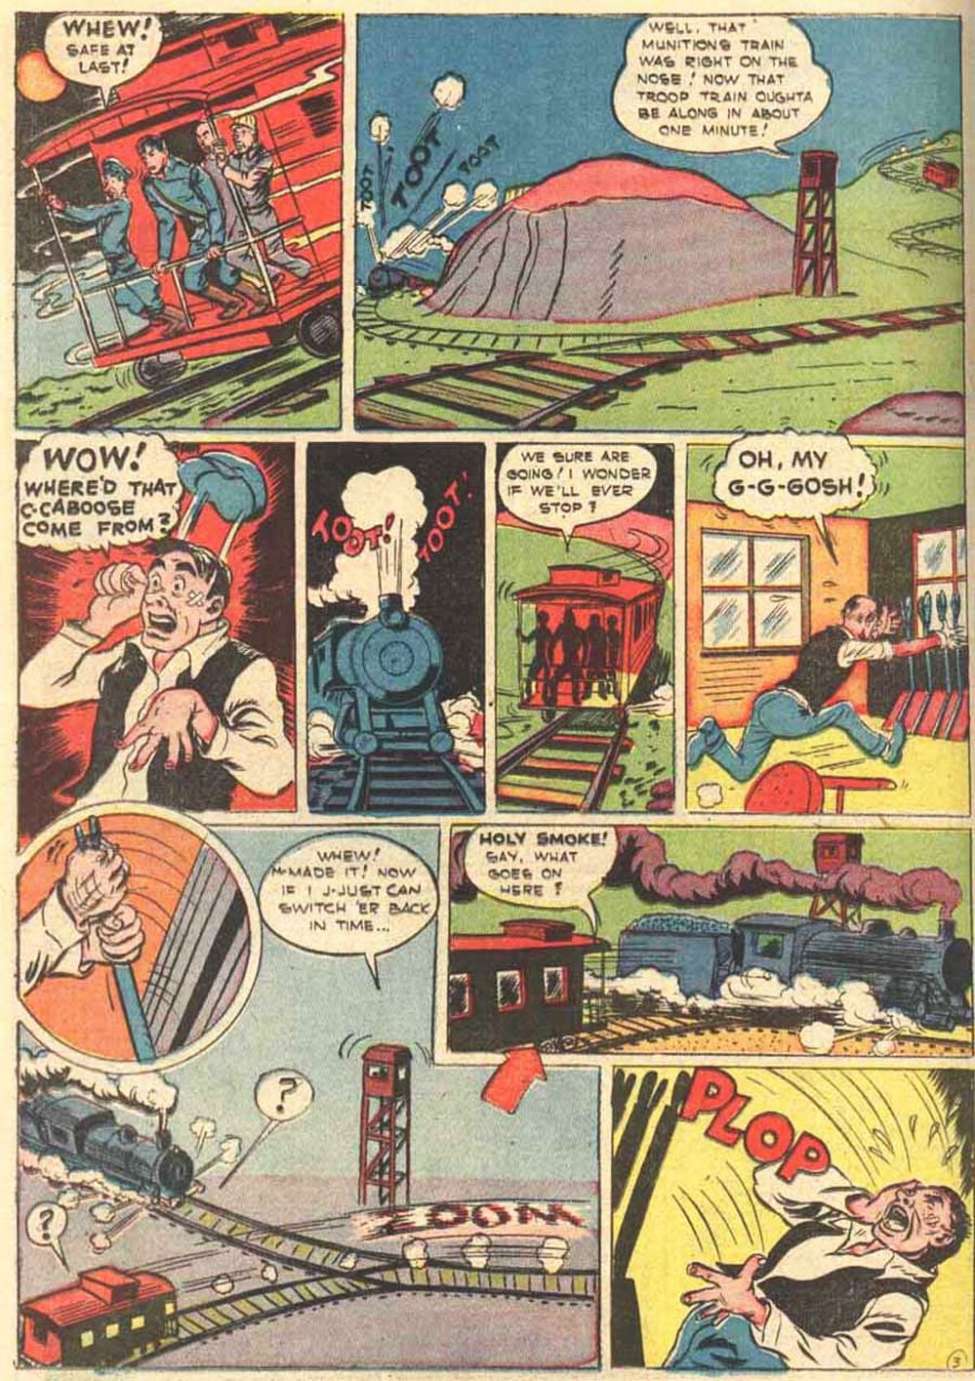 WHEW!
SAFE AT
LAST!
WELL, THAT
MUNITIONS TRAIN
WAS RIGHT ON THE
NOSE! NOW THAT
TROOP TRAIN OUGHTA
BE ALONG IN ABOUT
ONE MINUTE!
TOOT
TOOT
TOOT
WOW!
WHERE'D THAT
C-CABOOSE
COME FROM?
TOOT!
TOOT!
WE SURE ARE
GOING! I WONDER
IF WE'LL EVER
STOP?
OH, MY
G-G-GOSH!
WHEW!
M-MADE IT! NOW
IF I J-JUST CAN
SWITCH 'ER BACK
IN TIME...
?
?
ZOOM
HOLY SMOKE!
SAY, WHAT
GOES ON
HERE?
PLOP
3